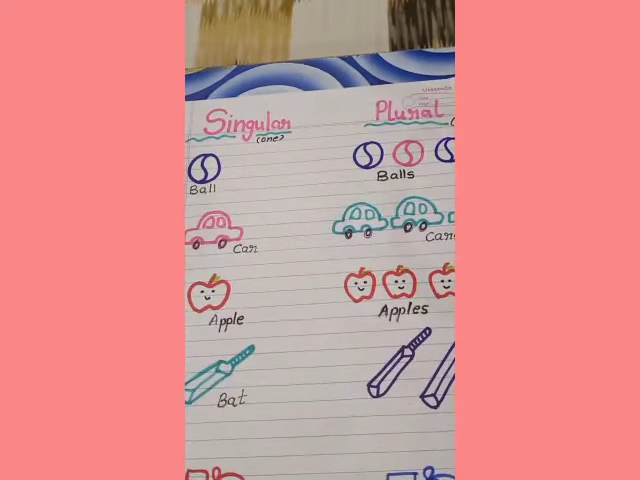 Singular Plural
(one)
Ball Balls
Car Cars
Apple Apples
Bat